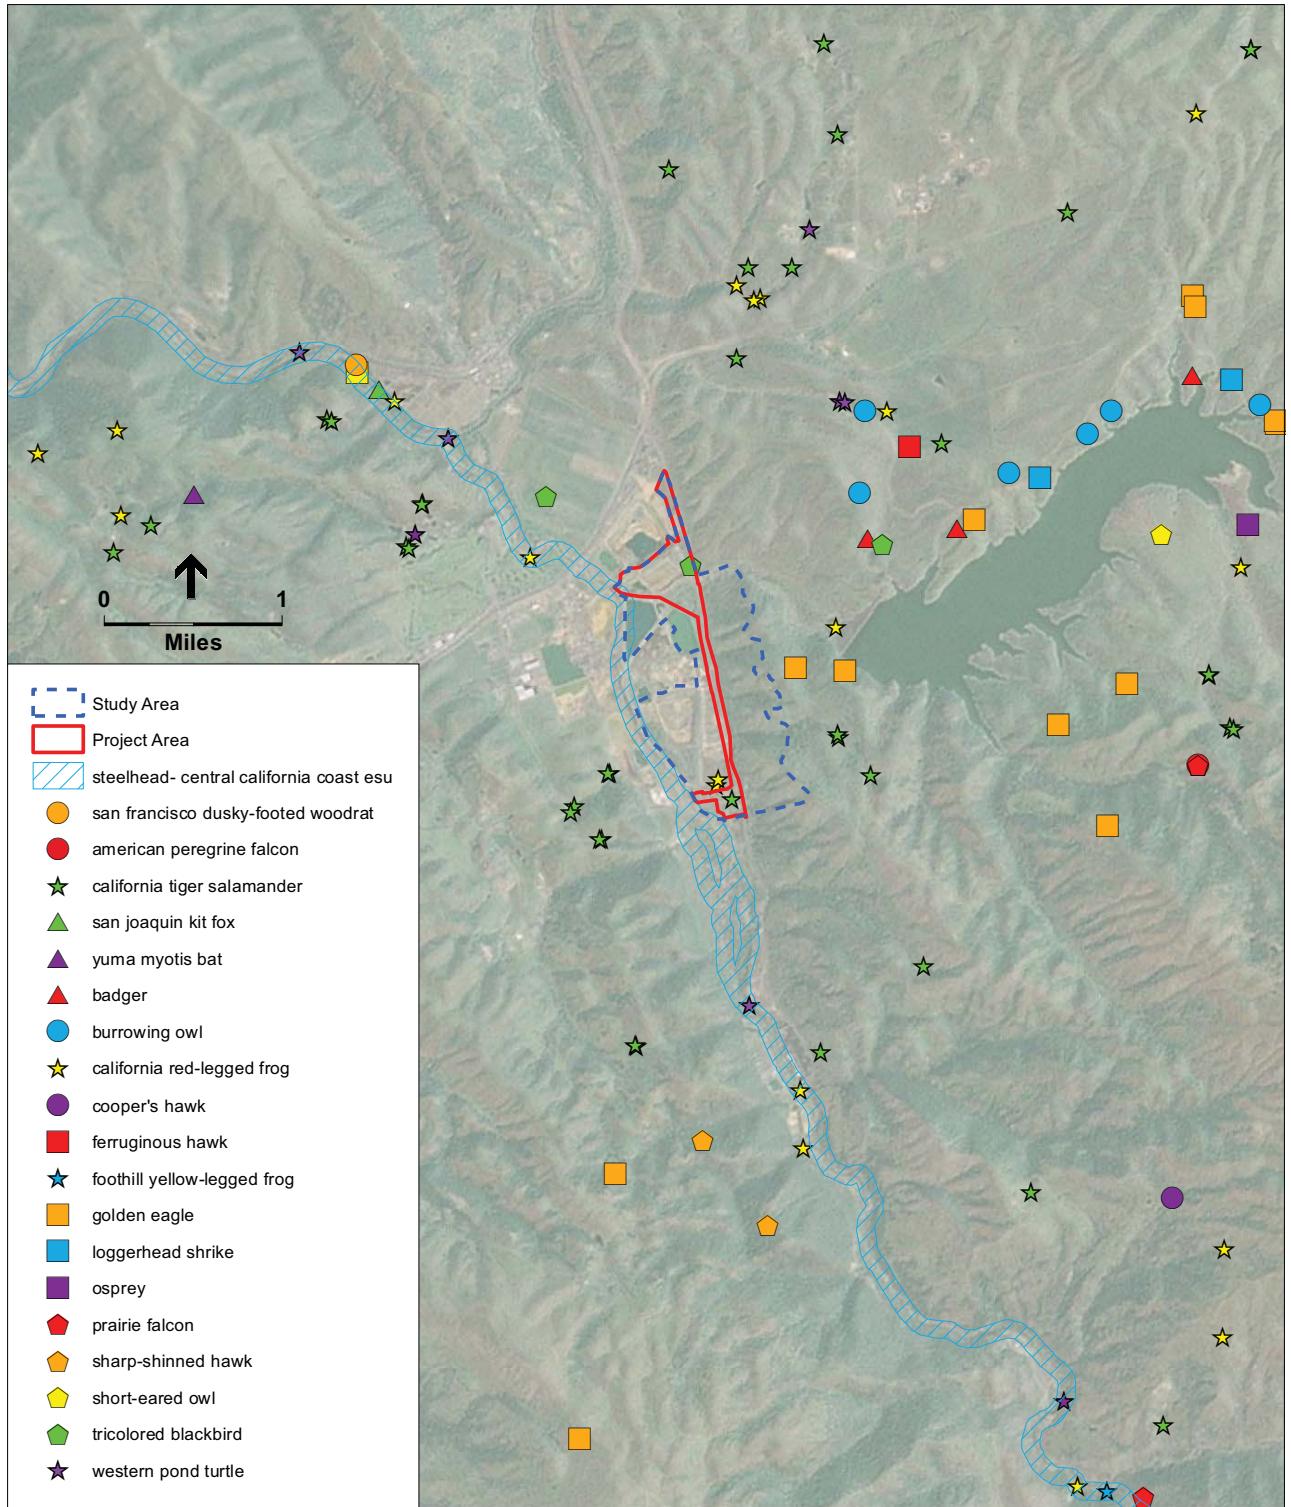 0 1
Miles
Study Area
Project Area
steelhead- central california coast esu
san francisco dusky-footed woodrat
american peregrine falcon
california tiger salamander
san joaquin kit fox
yuma myotis bat
badger
burrowing owl
california red-legged frog
cooper's hawk
ferruginous hawk
foothill yellow-legged frog
golden eagle
loggerhead shrike
osprey
prairie falcon
sharp-shinned hawk
short-eared owl
tricolored blackbird
western pond turtle